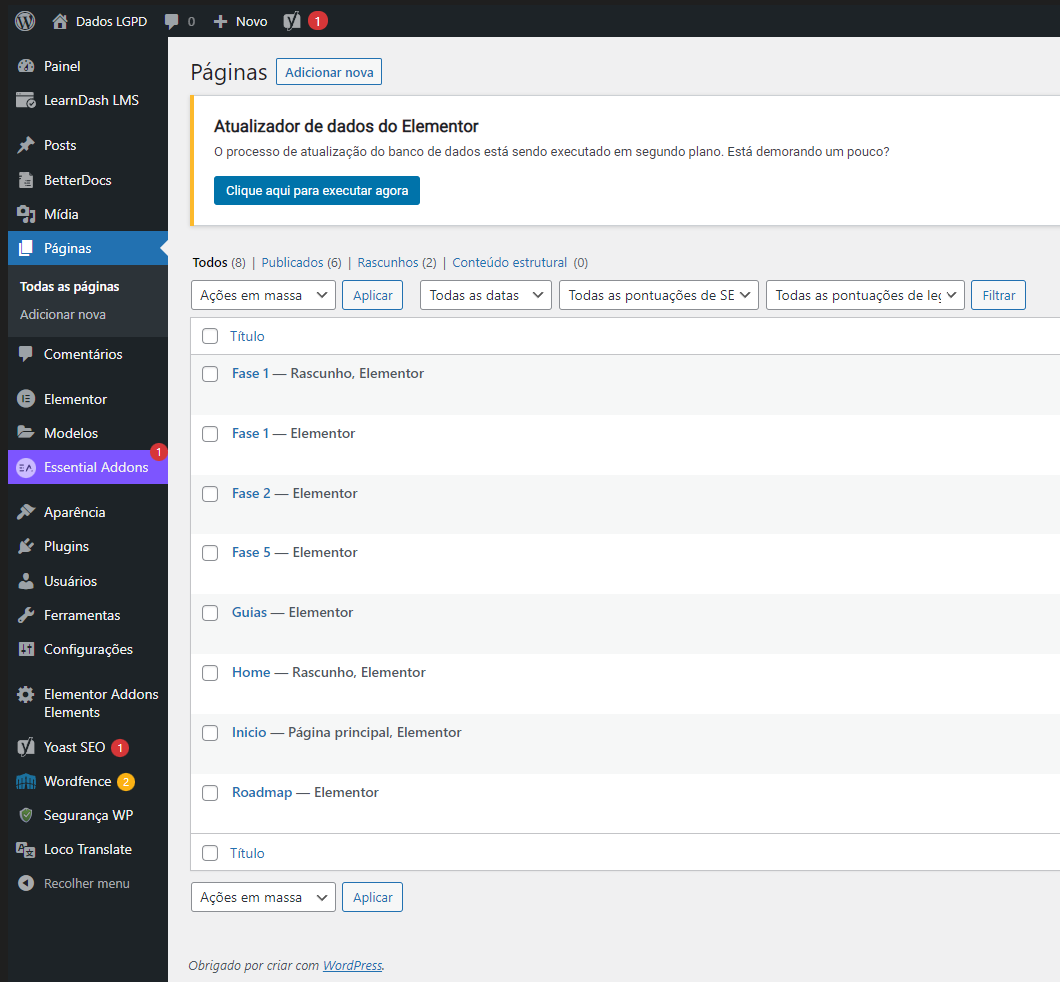 Dados LGPD 0 Novo 1
Painel
LearnDash LMS
Posts
BetterDocs
Mídia
Páginas
Todas as páginas
Adicionar nova
Comentários
Elementor
Modelos
Essential Addons 1
Aparência
Plugins
Usuários
Ferramentas
Configurações
Elementor Addons
Elements
Yoast SEO 1
Wordfence 2
Segurança WP
Loco Translate
Recolher menu
Páginas Adicionar nova
Atualizador de dados do Elementor
O processo de atualização do banco de dados está sendo executado em segundo plano. Está demorando um pouco?
Clique aqui para executar agora
Todos (8) | Publicados (6) | Rascunhos (2) | Conteúdo estrutural (0)
Ações em massa Aplicar Todas as datas Todas as pontuações de SE Todas as pontuações de leg Filtrar
Título
Fase 1 — Rascunho, Elementor
Fase 1 — Elementor
Fase 2 — Elementor
Fase 5 — Elementor
Guias — Elementor
Home — Rascunho, Elementor
Inicio — Página principal, Elementor
Roadmap — Elementor
Título
Ações em massa Aplicar
Obrigado por criar com WordPress.